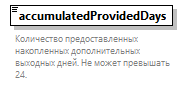 accumulatedProvidedDays
Количество предоставленных
накопленных дополнительных
выходных дней. Не может превышать
24.